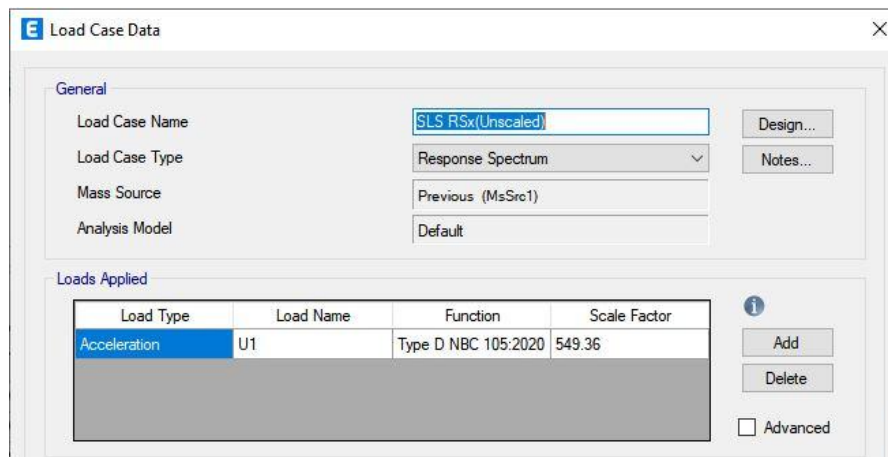 E Load Case Data
General
Load Case Name SLS RSx(Unscaled) Design...
Load Case Type Response Spectrum Notes...
Mass Source Previous (MsSrc1)
Analysis Model Default
Loads Applied
Load Type Load Name Function Scale Factor
Acceleration U1 Type D NBC 105:2020 549.36 Add
Delete
Advanced